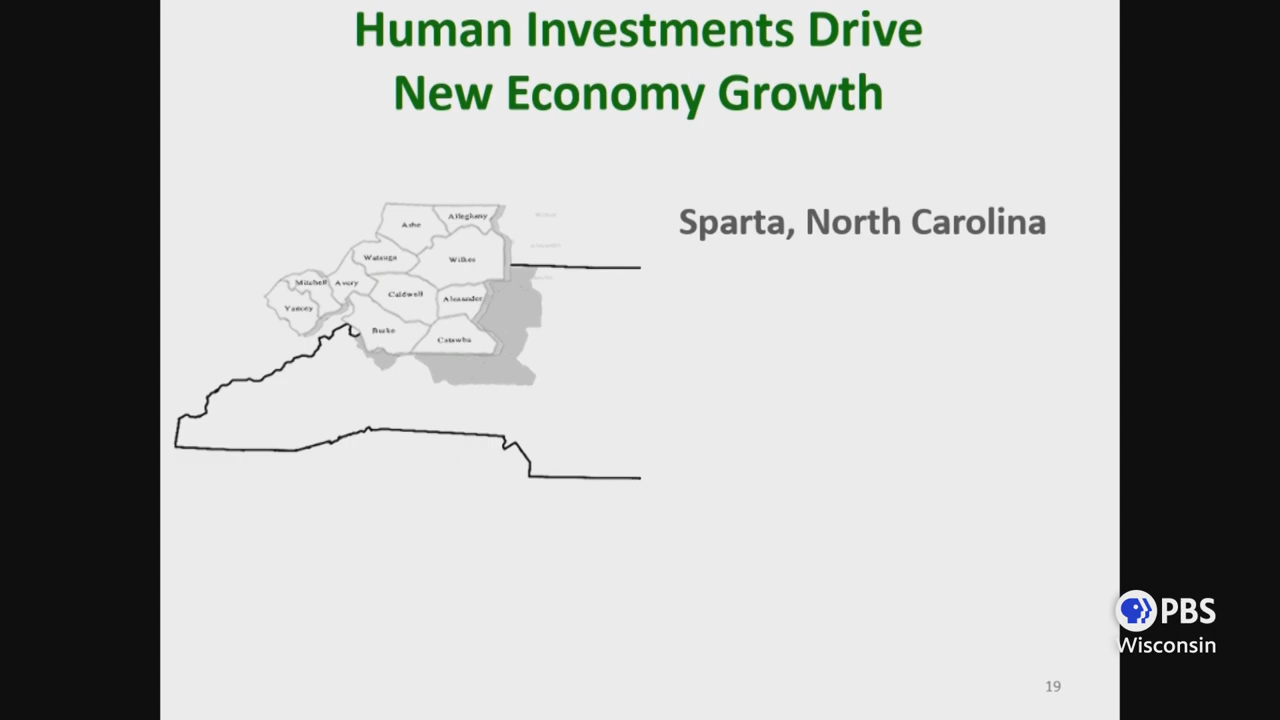 Human Investments Drive
New Economy Growth
Sparta, North Carolina
Ashe
Alleghany
Watauga
Wilkes
Mitchell
Avery
Caldwell
Alexander
Yancey
Burke
Catawba
PBS
Wisconsin
19